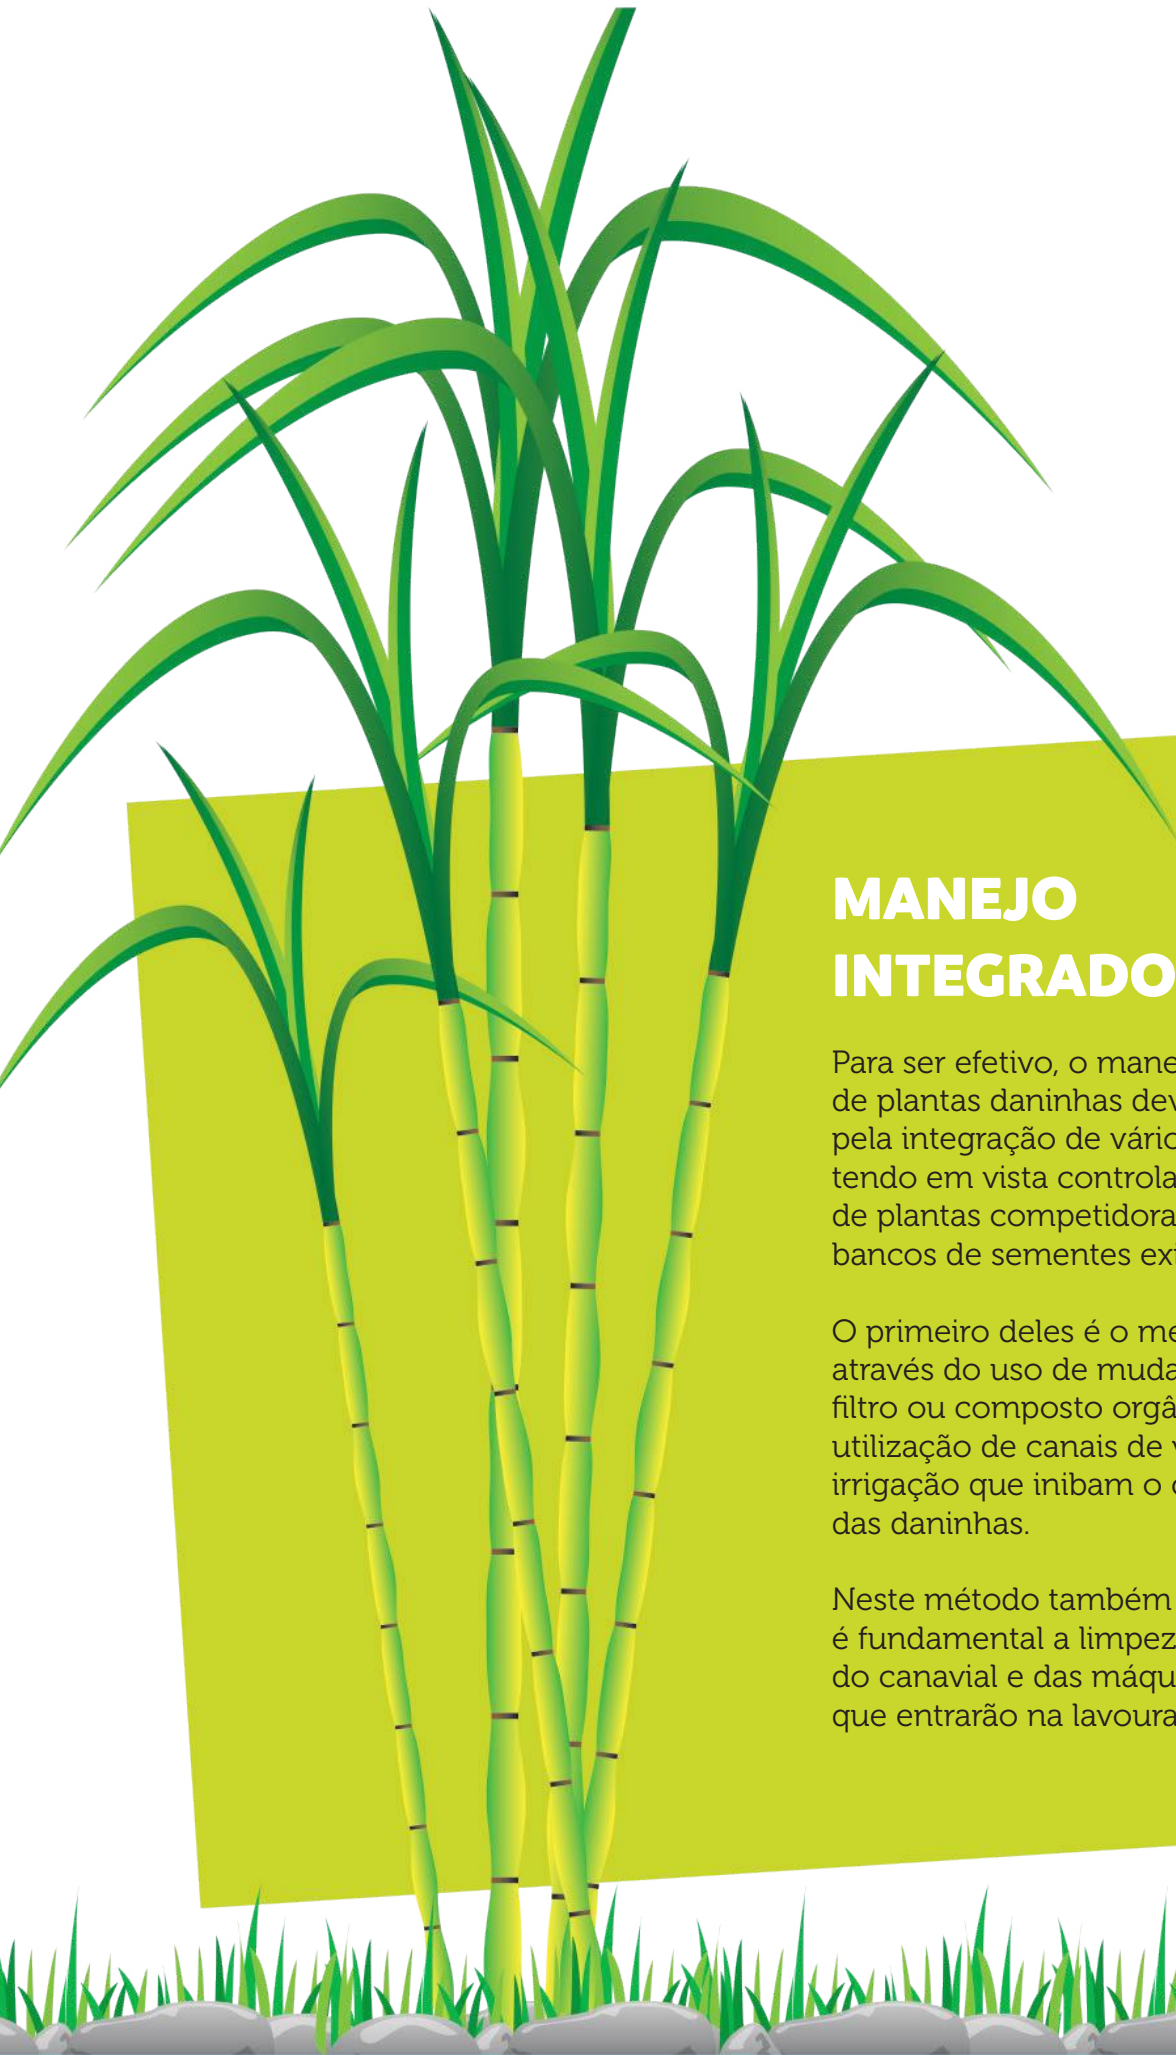 MANEJO
INTEGRADO
Para ser efetivo, o mane
de plantas daninhas dev
pela integração de vário
tendo em vista controla
de plantas competidora
bancos de sementes exi
O primeiro deles é o mé
através do uso de muda
filtro ou composto orgâ
utilização de canais de v
irrigação que inibam o d
das daninhas.
Neste método também
é fundamental a limpez
do canavial e das máqu
que entrarão na lavoura